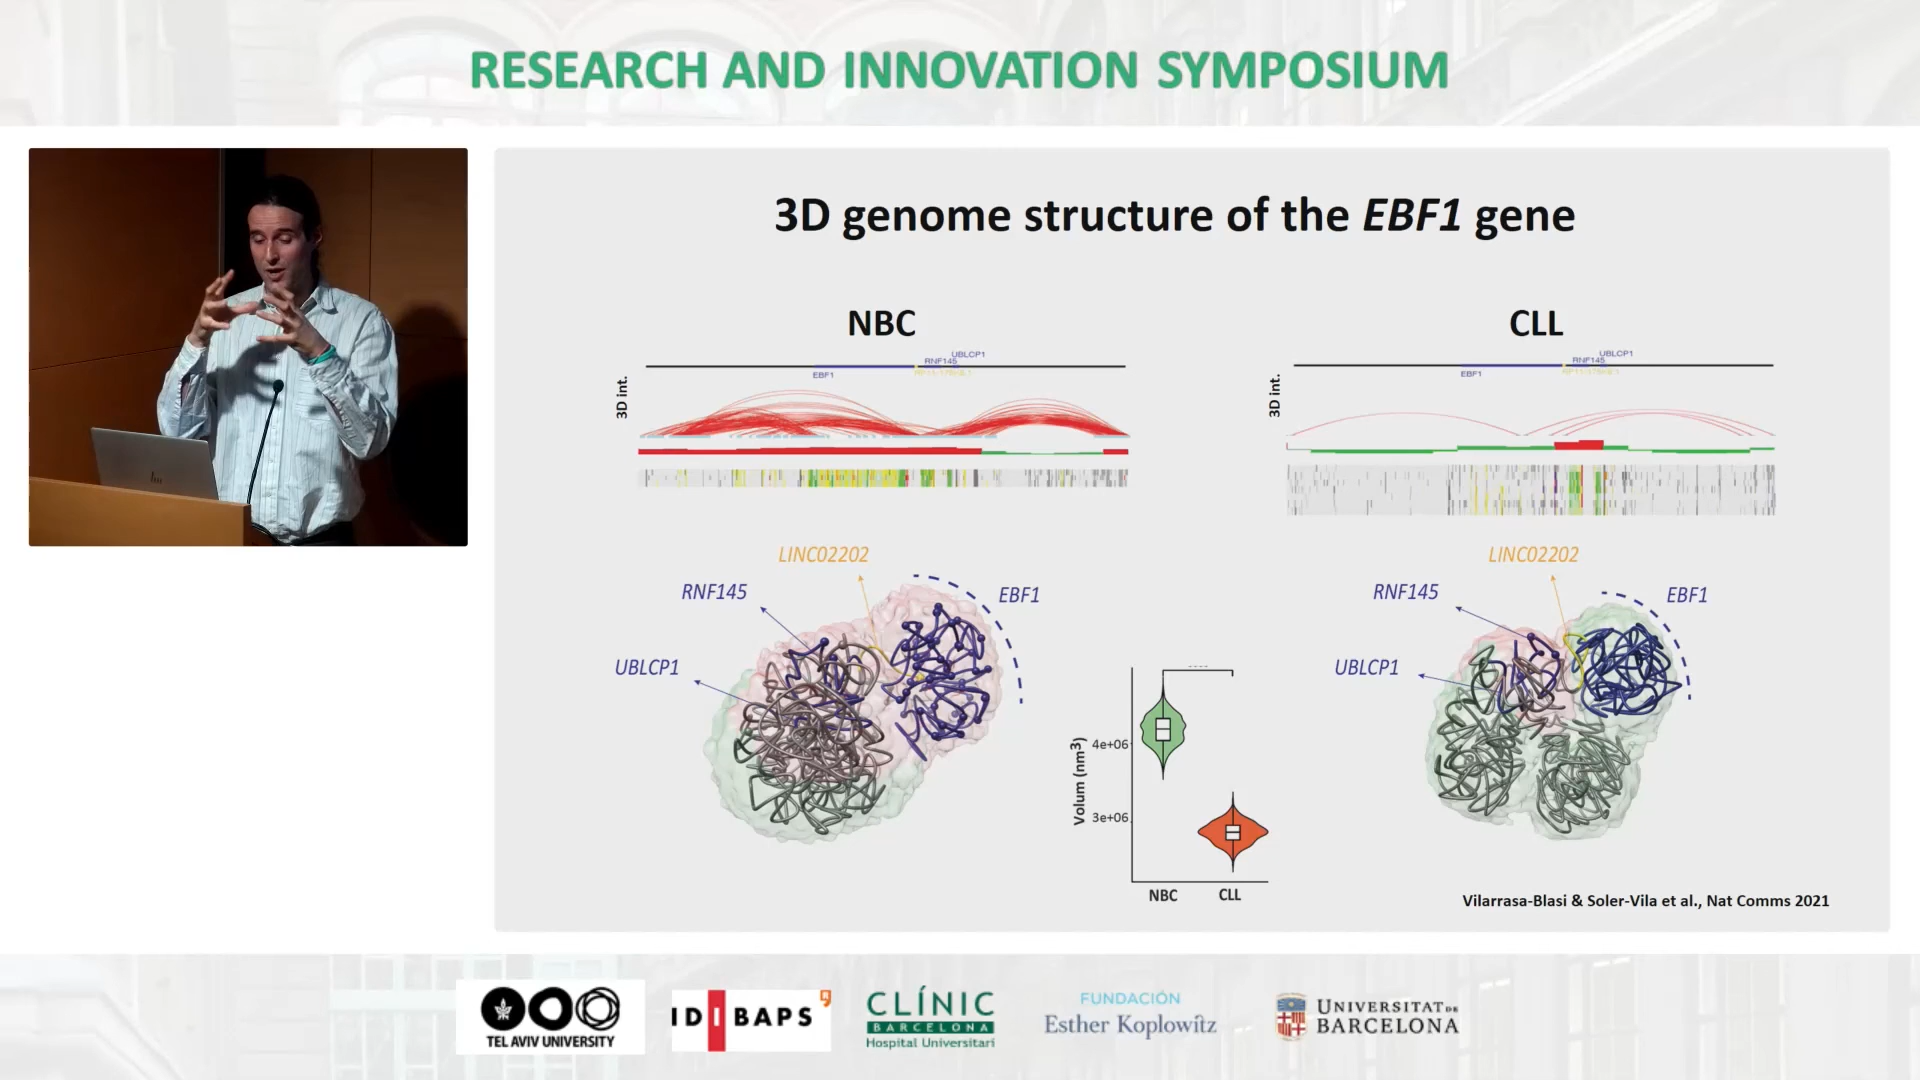 RESEARCH AND INNOVATION SYMPOSIUM
3D genome structure of the EBF1 gene
NBC
UBLCP1
RNF145
EBF1
3D int.
CLL
UBLCP1
RNF145
EBF1
3D int.
LINC02202
RNF145
EBF1
UBLCP1
LINC02202
RNF145
EBF1
UBLCP1
Volum (nm³)
4e+06
3e+06
NBC
CLL
Vilarrasa-Blasi & Soler-Vila et al., Nat Comms 2021
TEL AVIV UNIVERSITY
IDIBAPS
CLÍNIC
BARCELONA
Hospital Universitari
FUNDACIÓN
Esther Koplowitz
UNIVERSITAT DE
BARCELONA